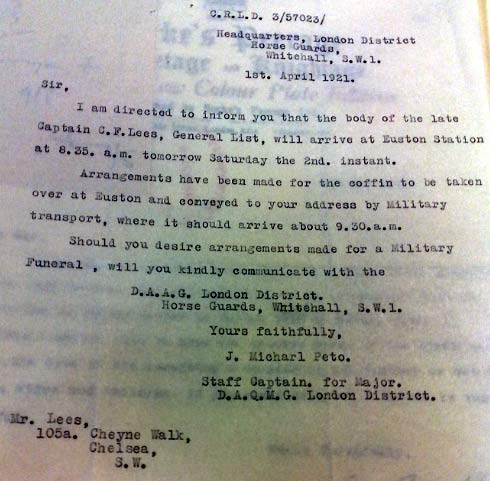 C.R.L.D. 3/57023/
Headquarters, London District
Horse Guards,
Whitehall, S.W.1.
1st. April 1921.
Sir,
I am directed to inform you that the body of the late
Captain C.F.Lees, General List, will arrive at Euston Station
at 8.35. a.m. tomorrow Saturday the 2nd. instant.
Arrangements have been made for the coffin to be taken
over at Euston and conveyed to your address by Military
transport, where it should arrive about 9.30.a.m.
Should you desire arrangements made for a Military
Funeral , will you kindly communicate with the
D.A.A.G. London District.
Horse Guards, Whitehall, S.W.1.
Yours faithfully,
J. Micharl Peto.
Staff Captain. for Major.
D.A.Q.M.G. London District.
Mr. Lees,
105a. Cheyne Walk,
Chelsea,
S.W.